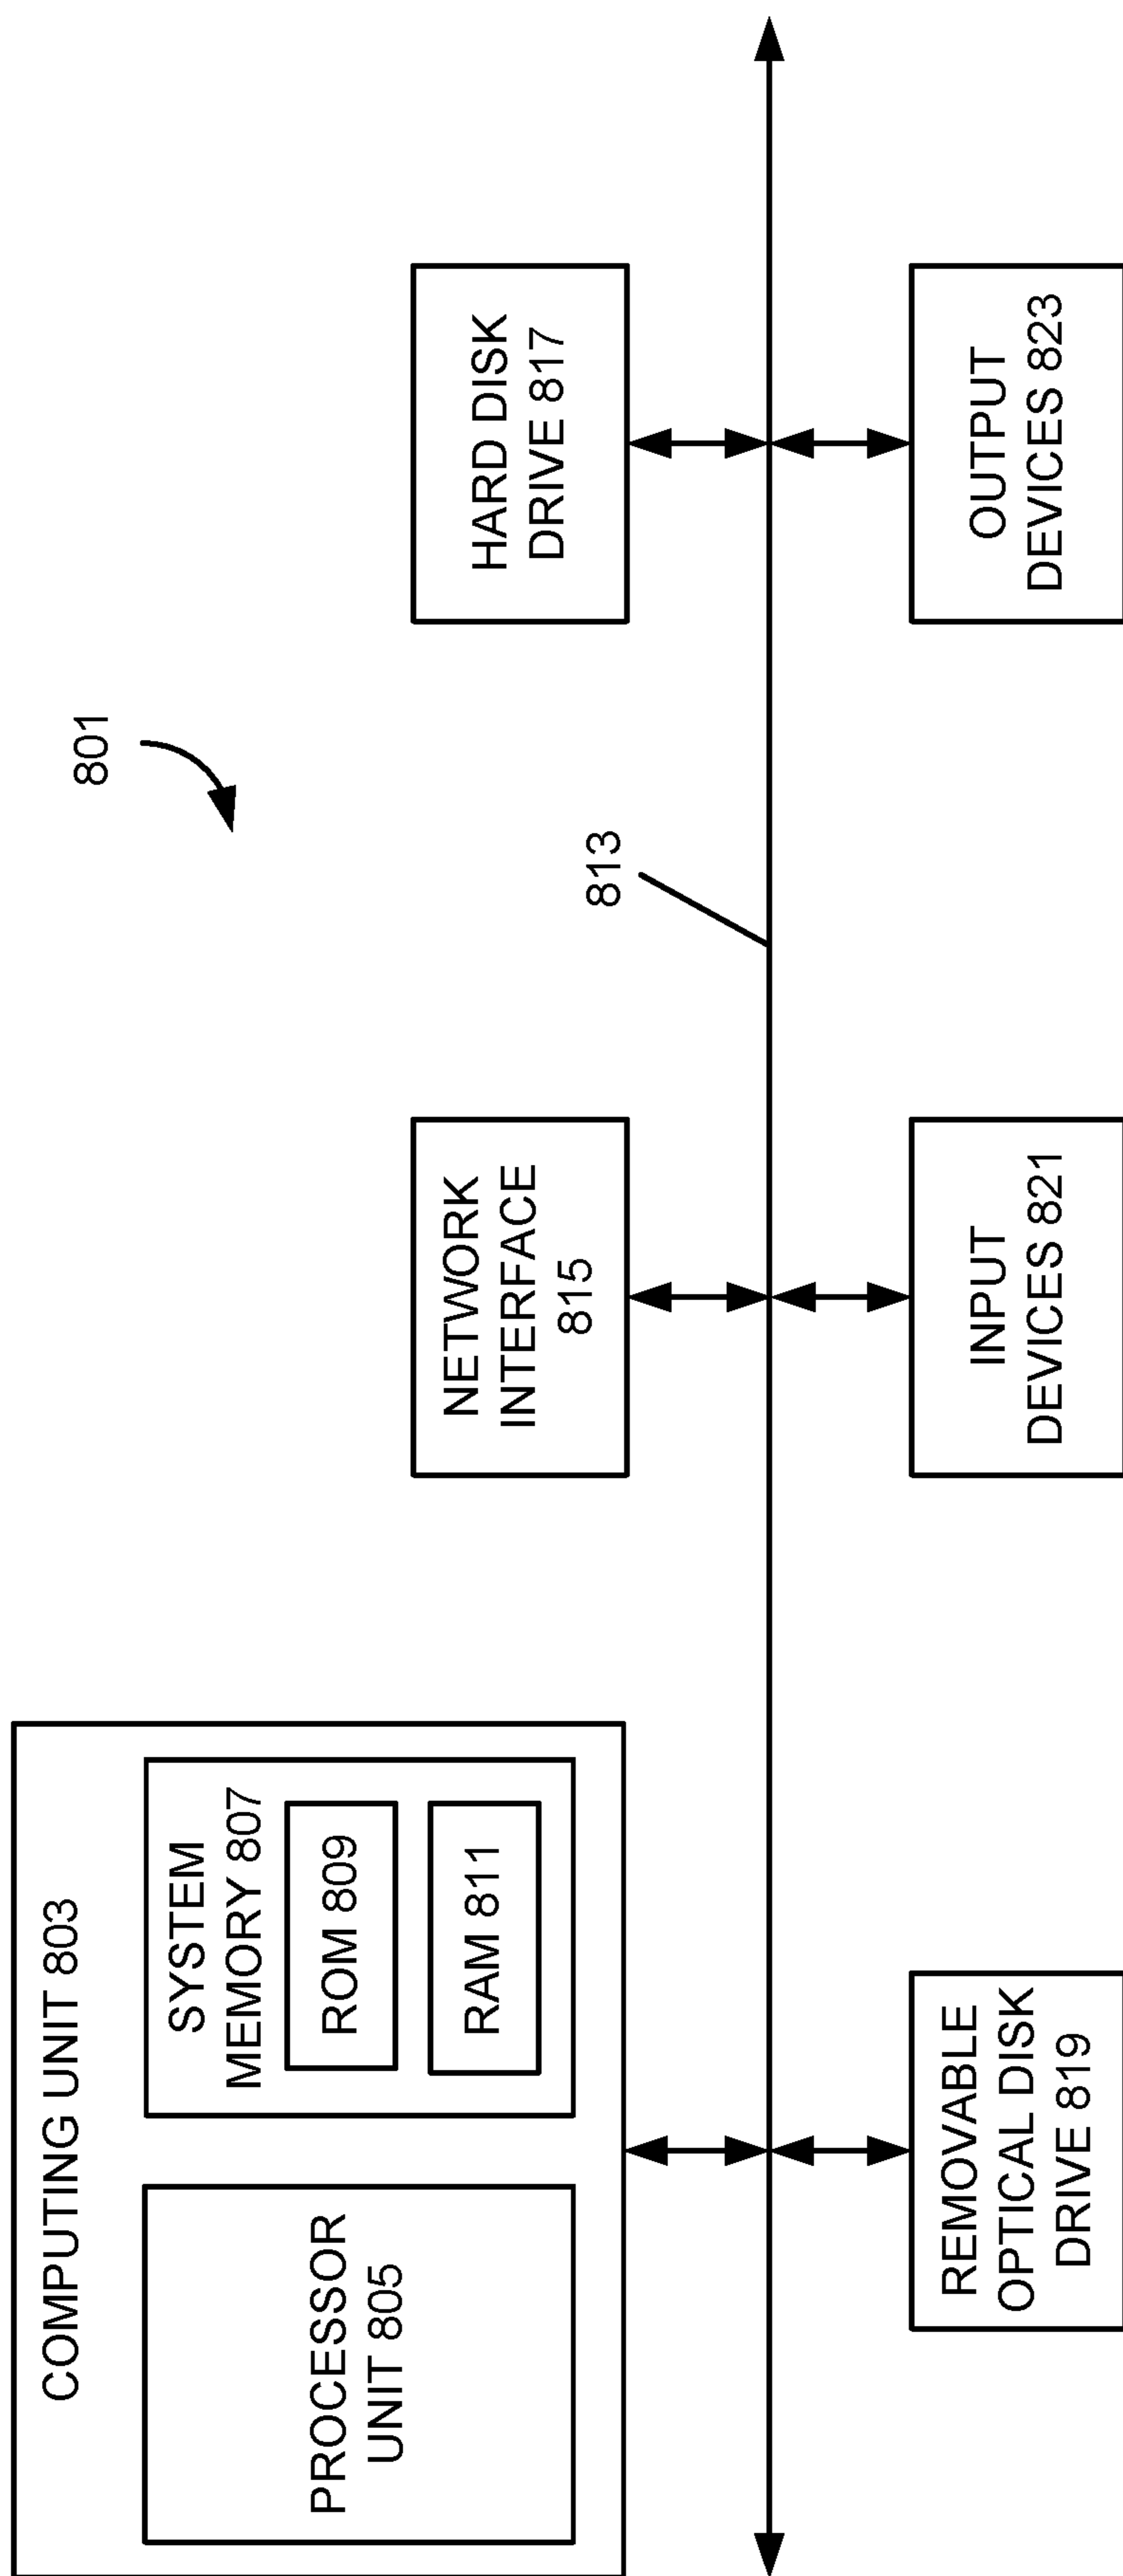 COMPUTING UNIT 803
PROCESSOR
UNIT 805
SYSTEM
MEMORY 807
ROM 809
RAM 811
801
NETWORK
INTERFACE
815
HARD DISK
DRIVE 817
813
REMOVABLE
OPTICAL DISK
DRIVE 819
INPUT
DEVICES 821
OUTPUT
DEVICES 823